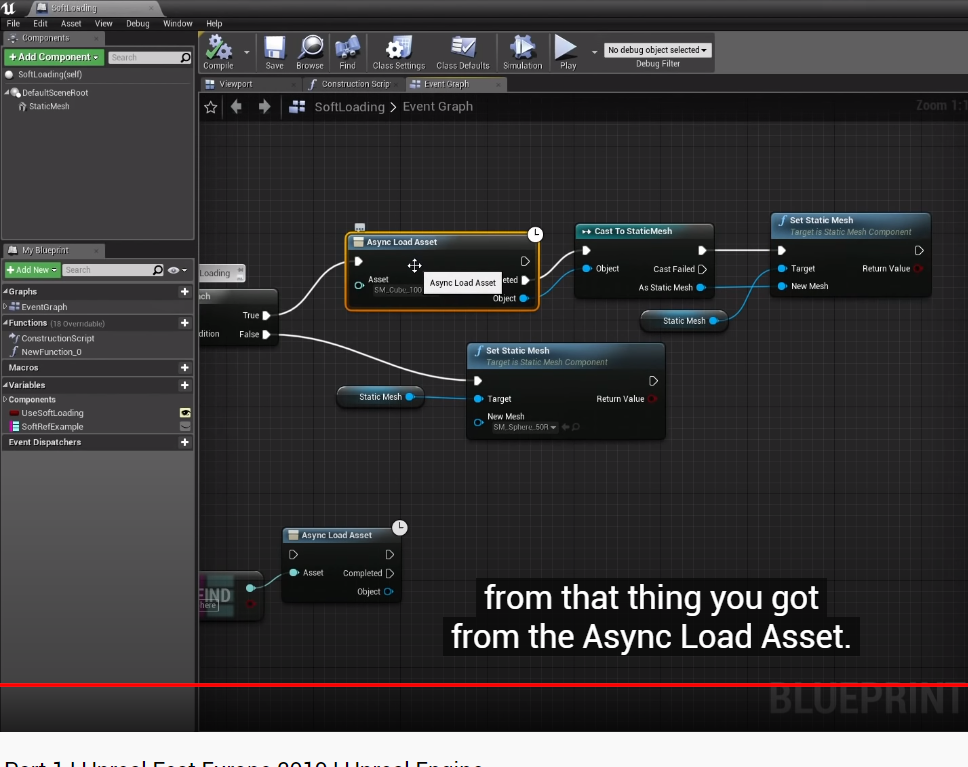 SoftLoading
File Edit Asset View Debug Window Help
Components
+Add Component
Search
SoftLoading(self)
DefaultSceneRoot
StaticMesh
Compile
Save
Browse
Find
Class Settings
Class Defaults
Simulation
Play
No debug object selected
Debug Filter
Viewport
Construction Scrip
Event Graph
SoftLoading > Event Graph
Zoom 1:1
My Blueprint
+Add New
Search
Graphs
EventGraph
Functions (18 Overridable)
ConstructionScript
NewFunction_0
Macros
Variables
Components
UseSoftLoading
SoftRefExample
Event Dispatchers
Loading
nch
True
dition
False
Async Load Asset
Asset
SM_Cube_100
eted
Object
Async Load Asset
Cast To StaticMesh
Object
Cast Failed
As Static Mesh
Set Static Mesh
Target is Static Mesh Component
Target
Return Value
New Mesh
Static Mesh
Set Static Mesh
Target is Static Mesh Component
Static Mesh
Target
Return Value
New Mesh
SM_Sphere_50R
Async Load Asset
Asset
Completed
Object
FIND
here
from that thing you got
from the Async Load Asset.
BLUEPRINT
Part 1 | Unreal Fest Europe 2019 | Unreal Engine